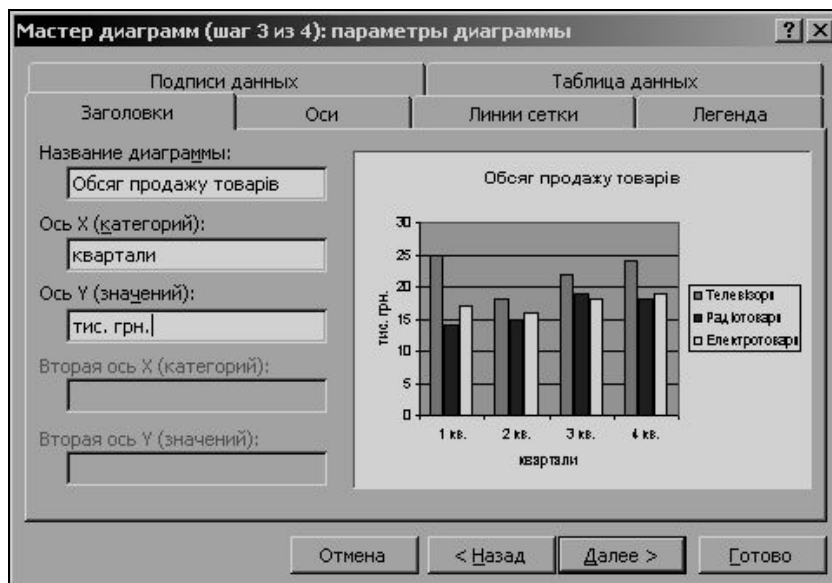 Мастер диаграмм (шаг 3 из 4): параметры диаграммы
Подписи данных
Таблица данных
Заголовки
Оси
Линии сетки
Легенда
Название диаграммы:
Обсяг продажу товарів
Ось X (категорий):
квартали
Ось Y (значений):
тис. грн.
Вторая ось X (категорий):
Вторая ось Y (значений):
Обсяг продажу товарів
30
25
20
15
10
5
0
тис. грн.
1 кв.
2 кв.
3 кв.
4 кв.
квартали
Телевізори
Радіотовари
Електротовари
Отмена
< Назад
Далее >
Готово